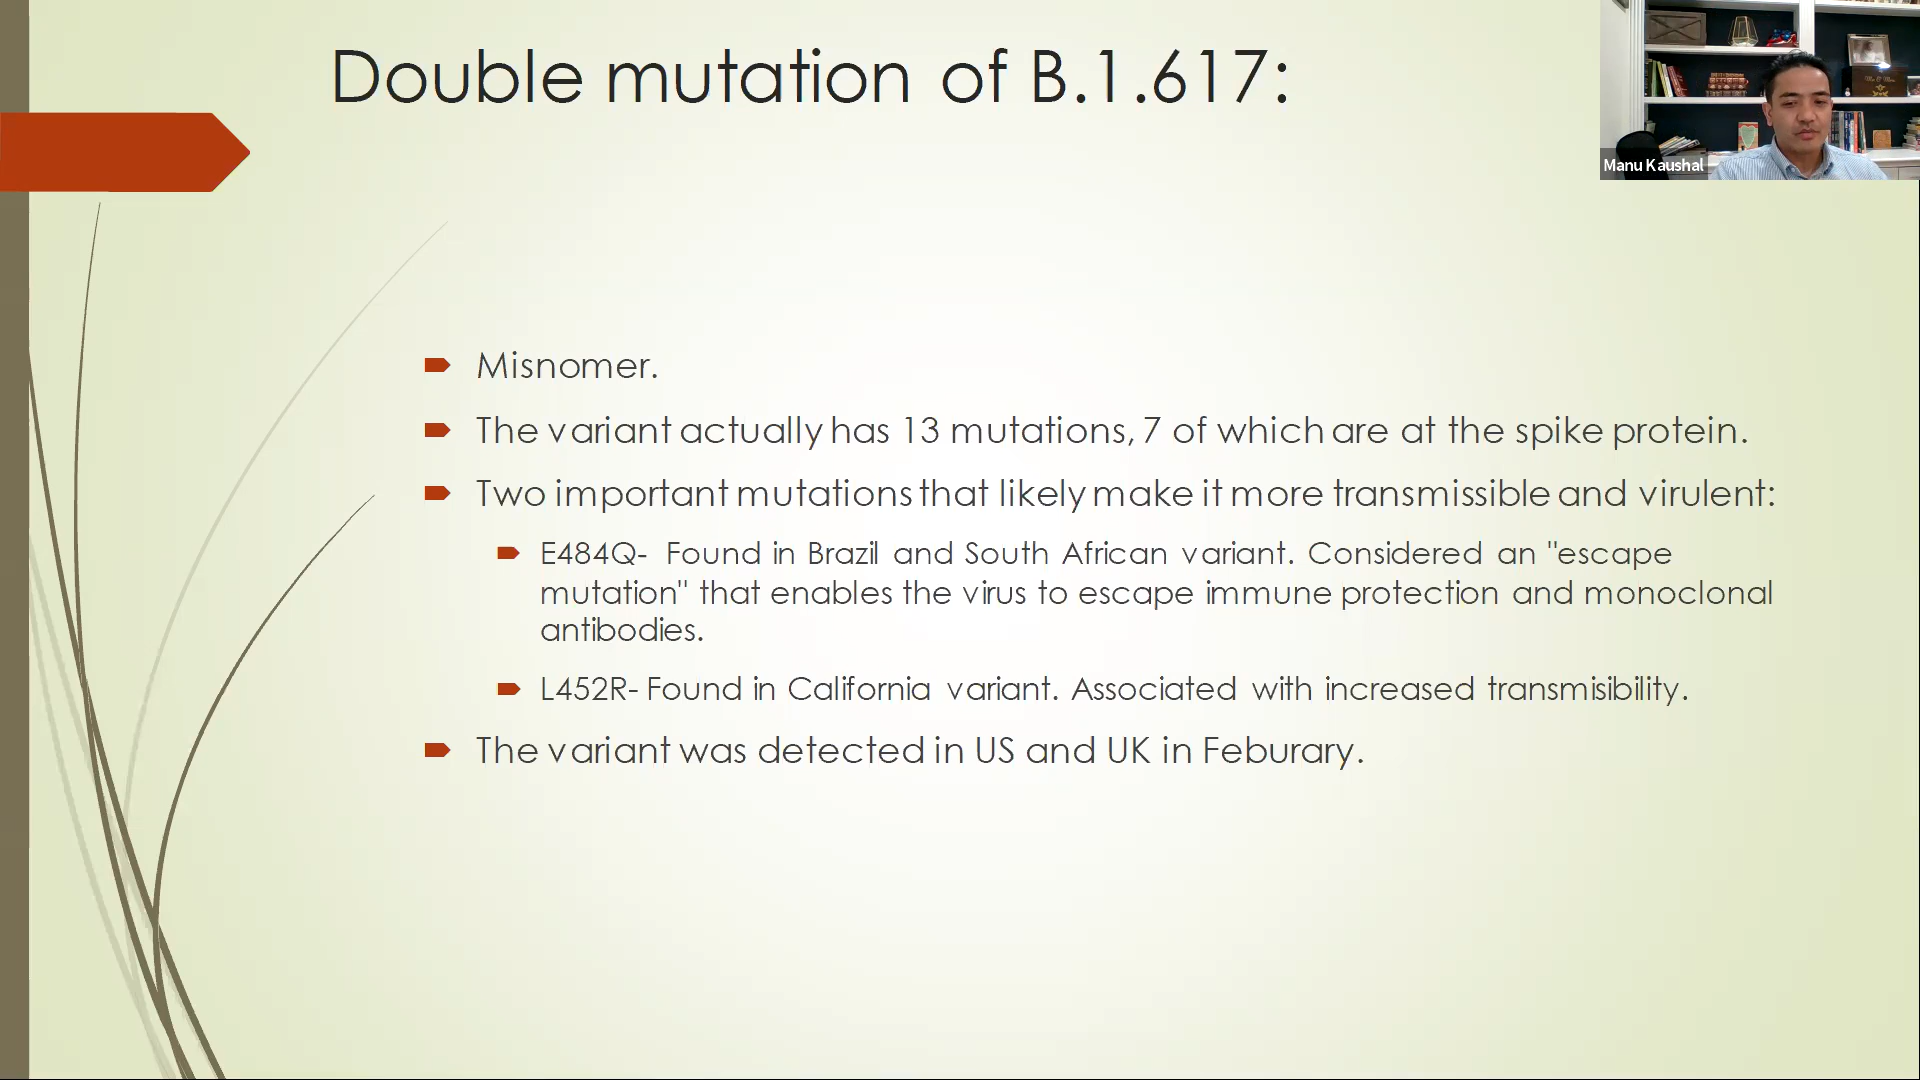 Double mutation of B.1.617:
Manu Kaushal
Misnomer.
The variant actually has 13 mutations, 7 of which are at the spike protein.
Two important mutations that likely make it more transmissible and virulent:
E484Q- Found in Brazil and South African variant. Considered an "escape
mutation" that enables the virus to escape immune protection and monoclonal
antibodies.
L452R- Found in California variant. Associated with increased transmisibility.
The variant was detected in US and UK in Feburary.